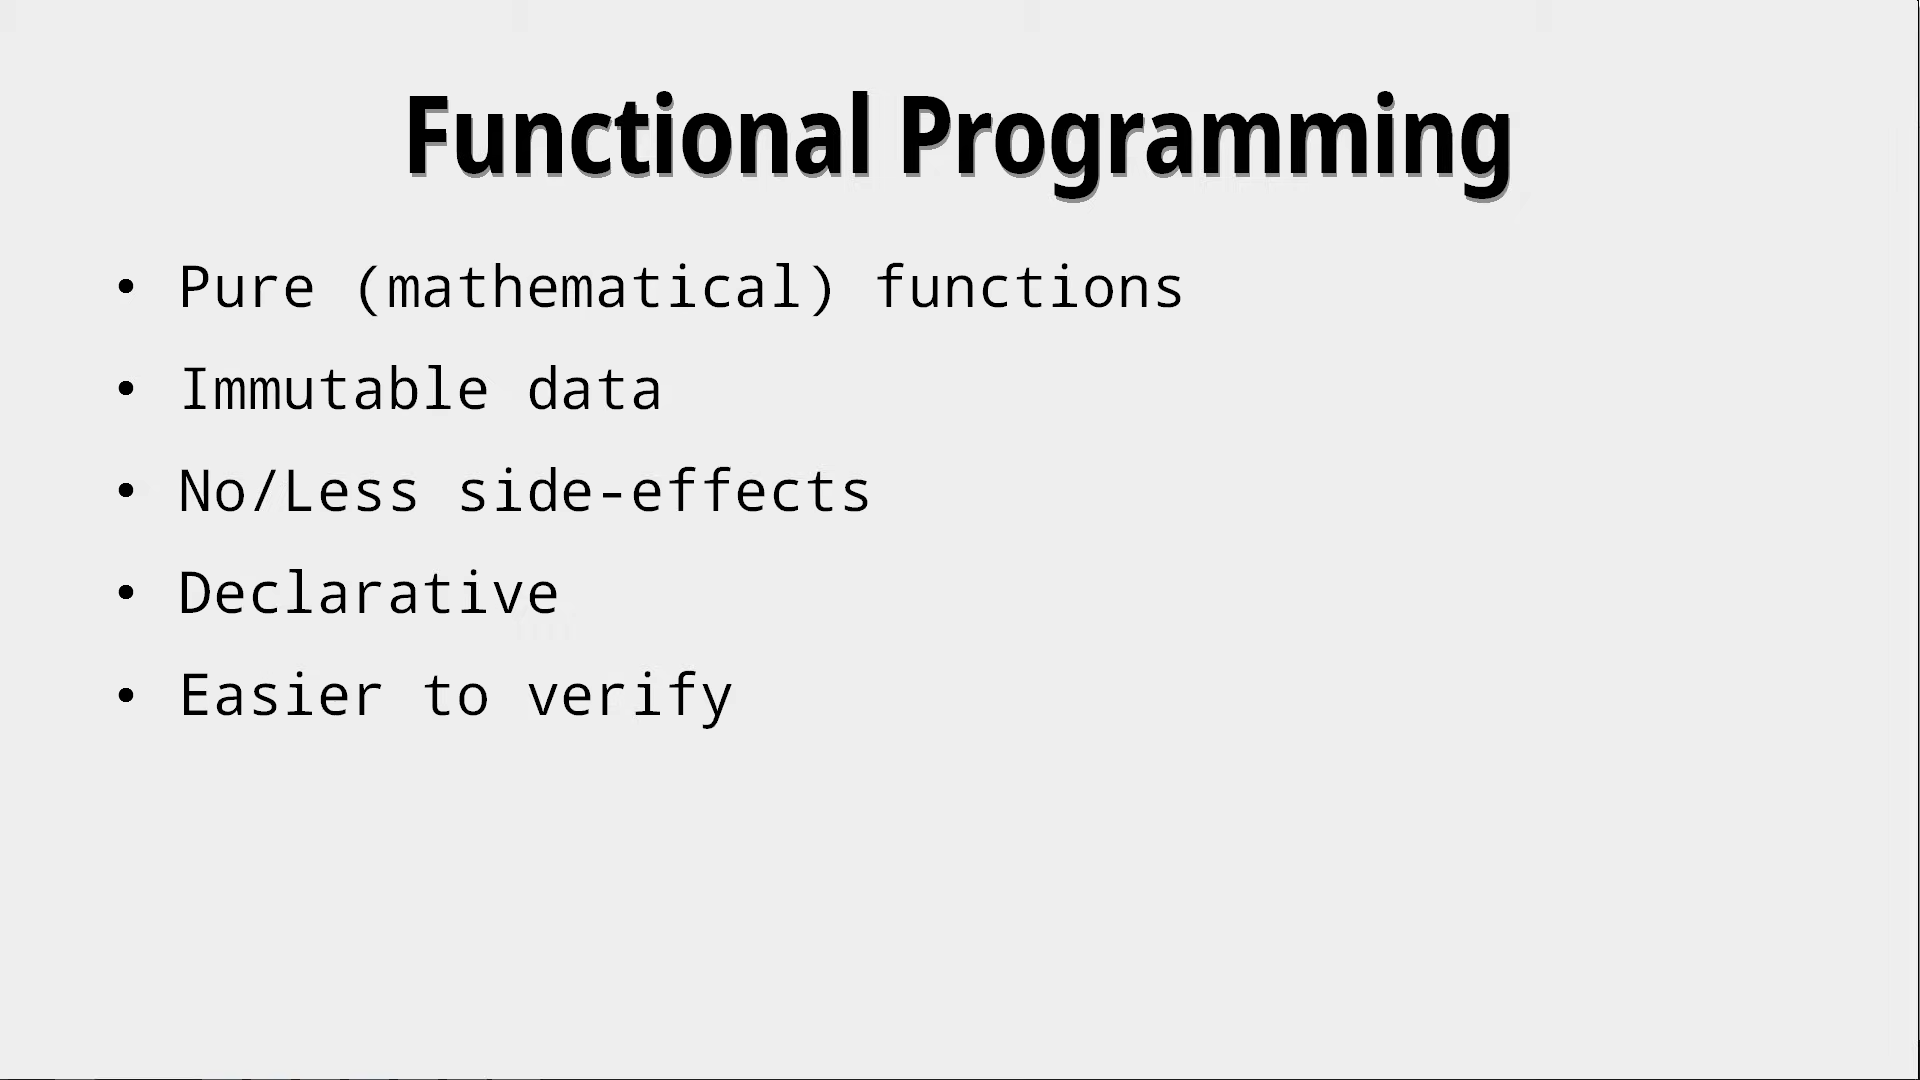 Functional Programming
• Pure (mathematical) functions
• Immutable data
• No/Less side-effects
• Declarative
• Easier to verify